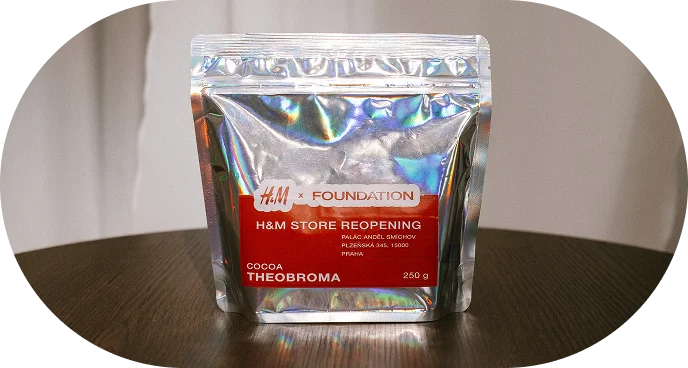 H&M x FOUNDATION
H&M STORE REOPENING
PALÁC ANDĚL SMÍCHOV
PLZEŇSKÁ 345, 15000
PRAHA
COCOA
THEOBROMA 250 g